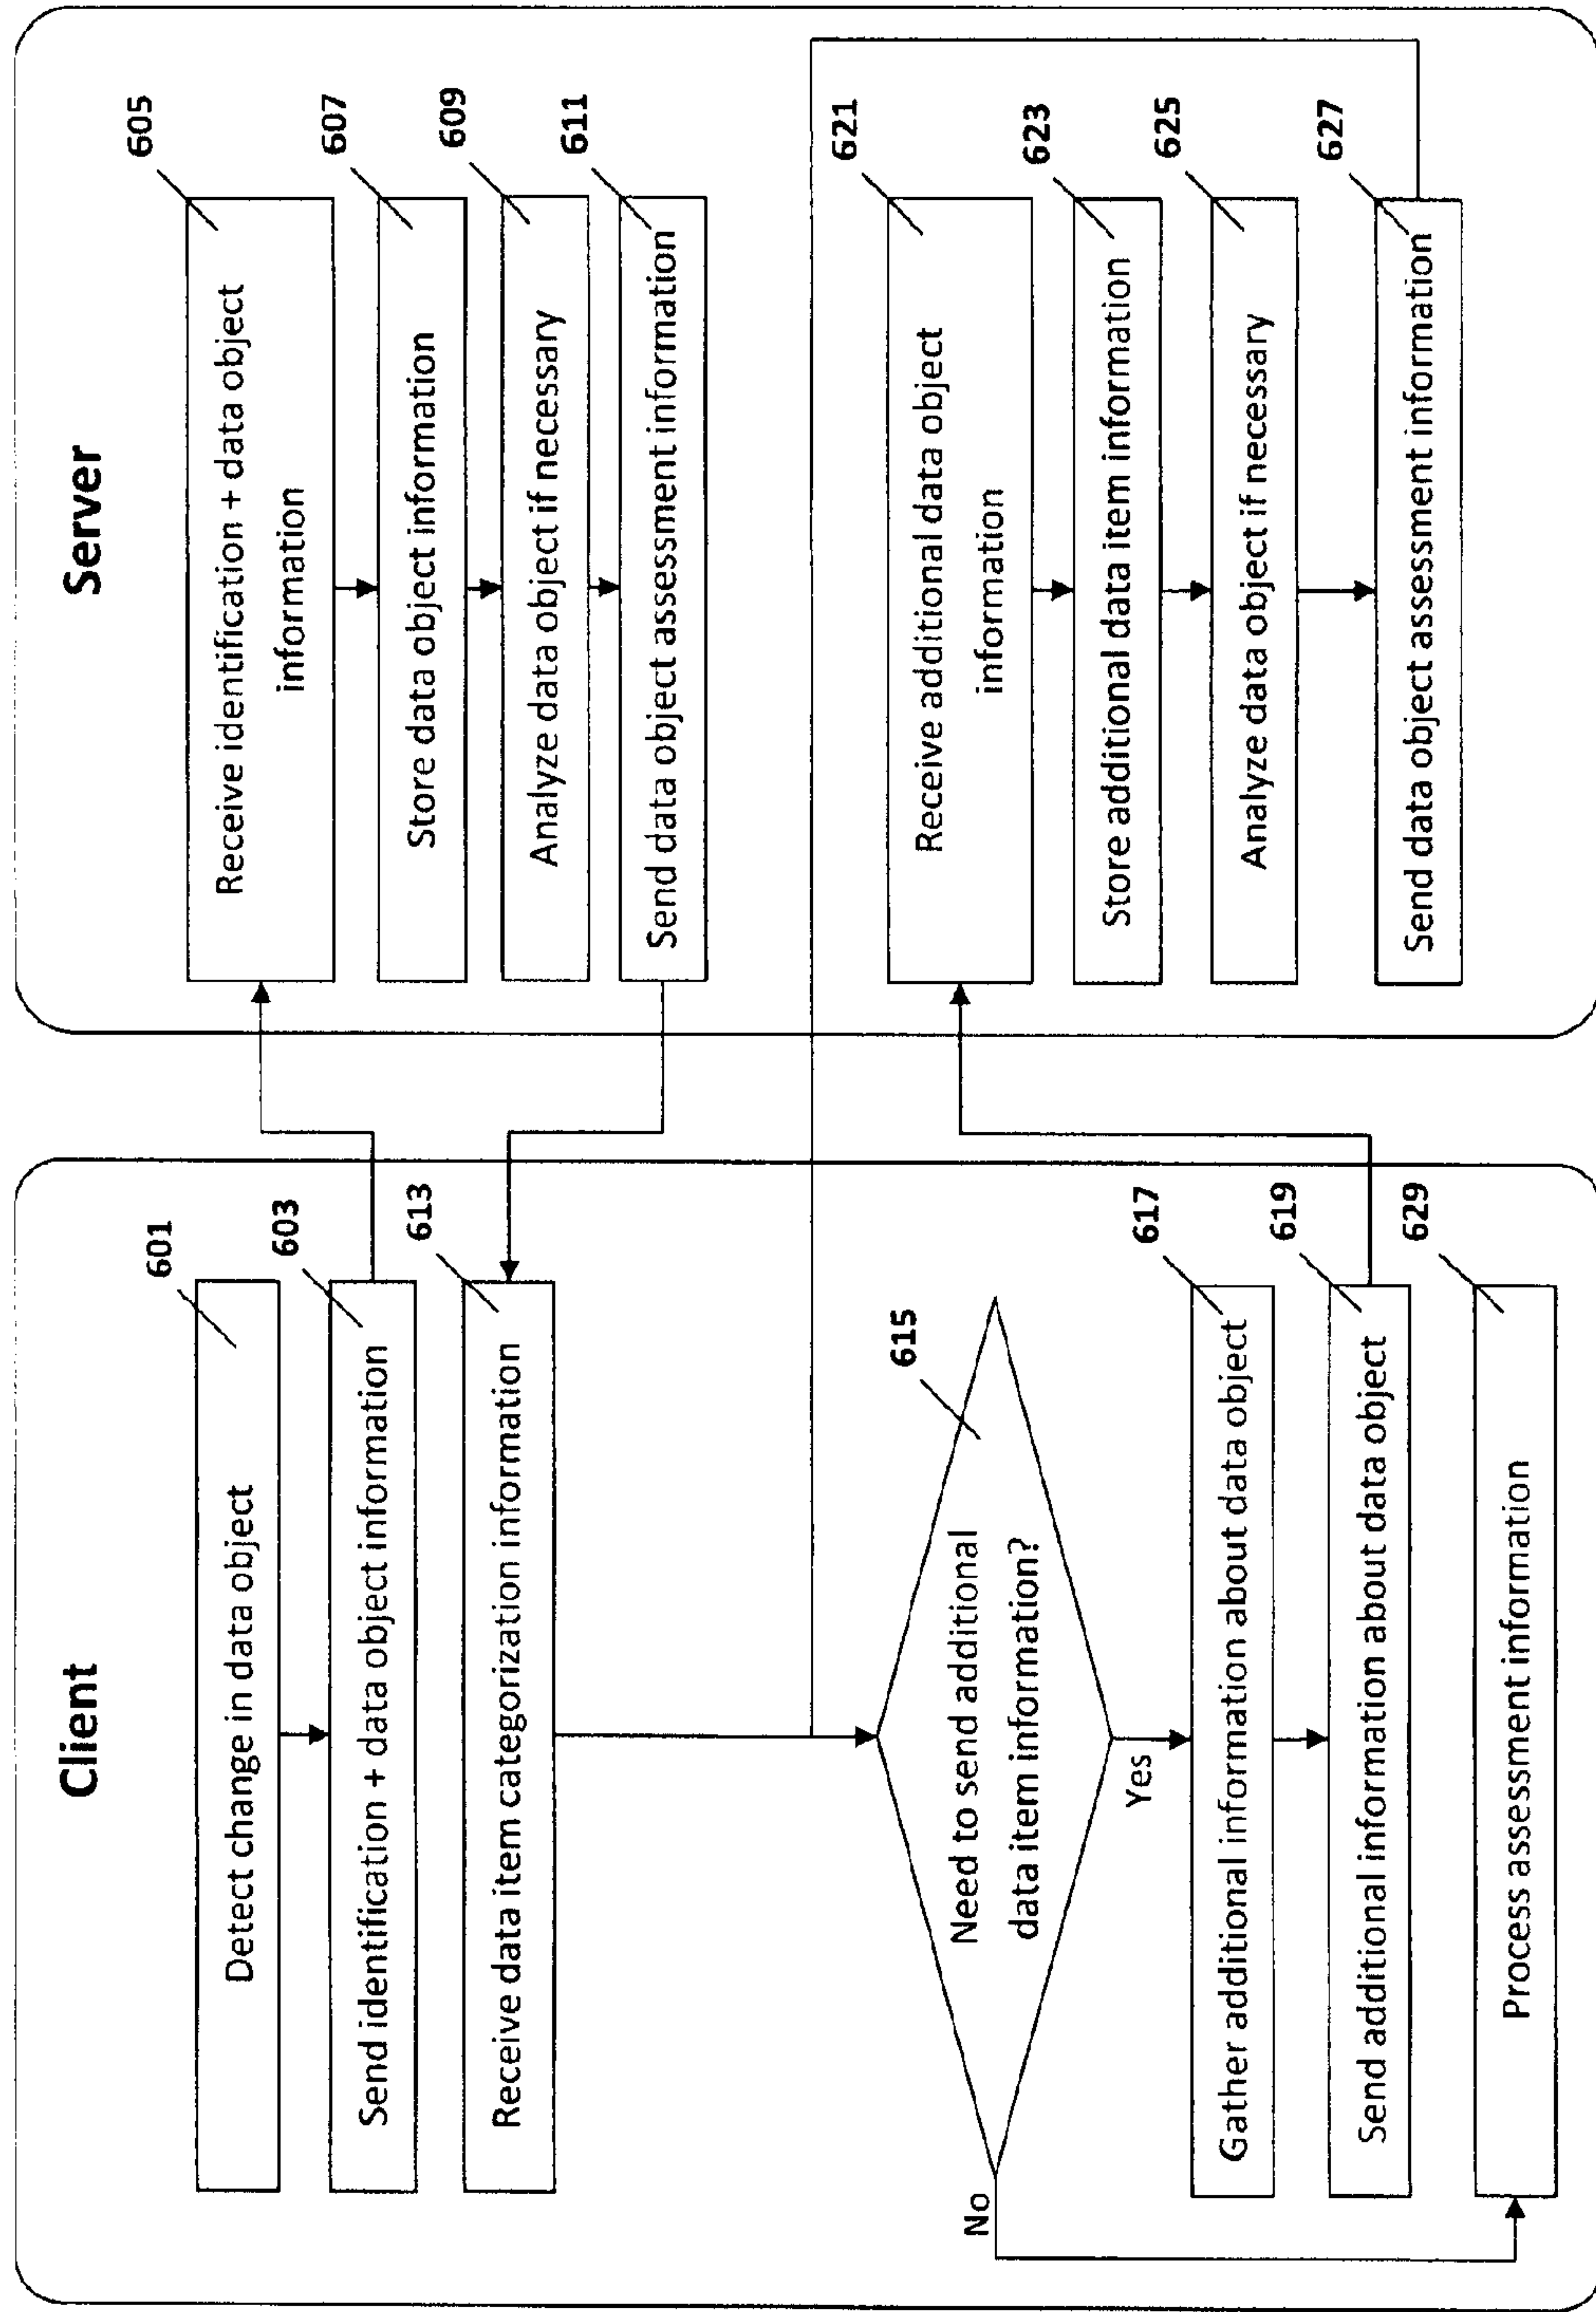 Client
601
Detect change in data object
603
Send identification + data object information
613
Receive data item categorization information
615
Need to send additional
data item information?
Yes
No
617
Gather additional information about data object
619
Send additional information about data object
629
Process assessment information
Server
605
Receive identification + data object
information
607
Store data object information
609
Analyze data object if necessary
611
Send data object assessment information
621
Receive additional data object
information
623
Store additional data item information
625
Analyze data object if necessary
627
Send data object assessment information